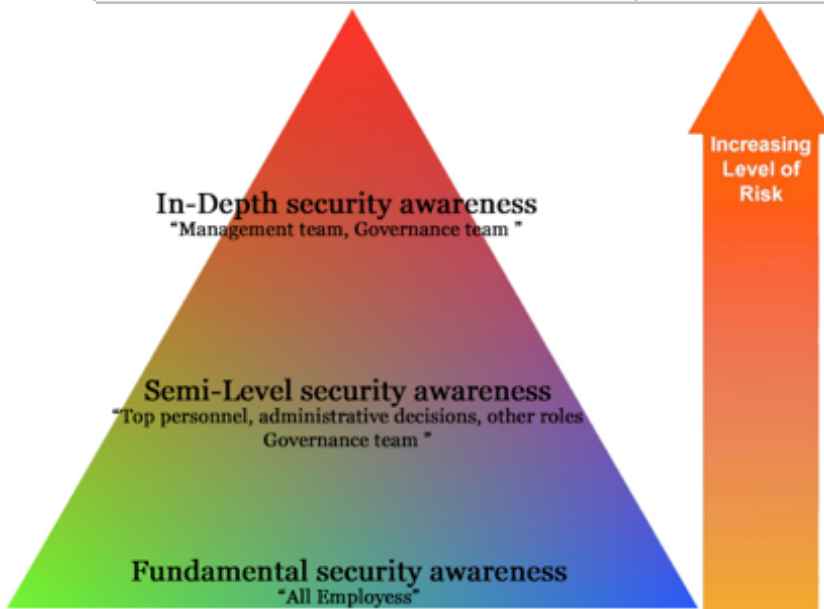 Increasing
Level of
Risk
In-Depth security awareness
“Management team, Governance team ”
Semi-Level security awareness
“Top personnel, administrative decisions, other roles
Governance team ”
Fundamental security awareness
“All Employess”